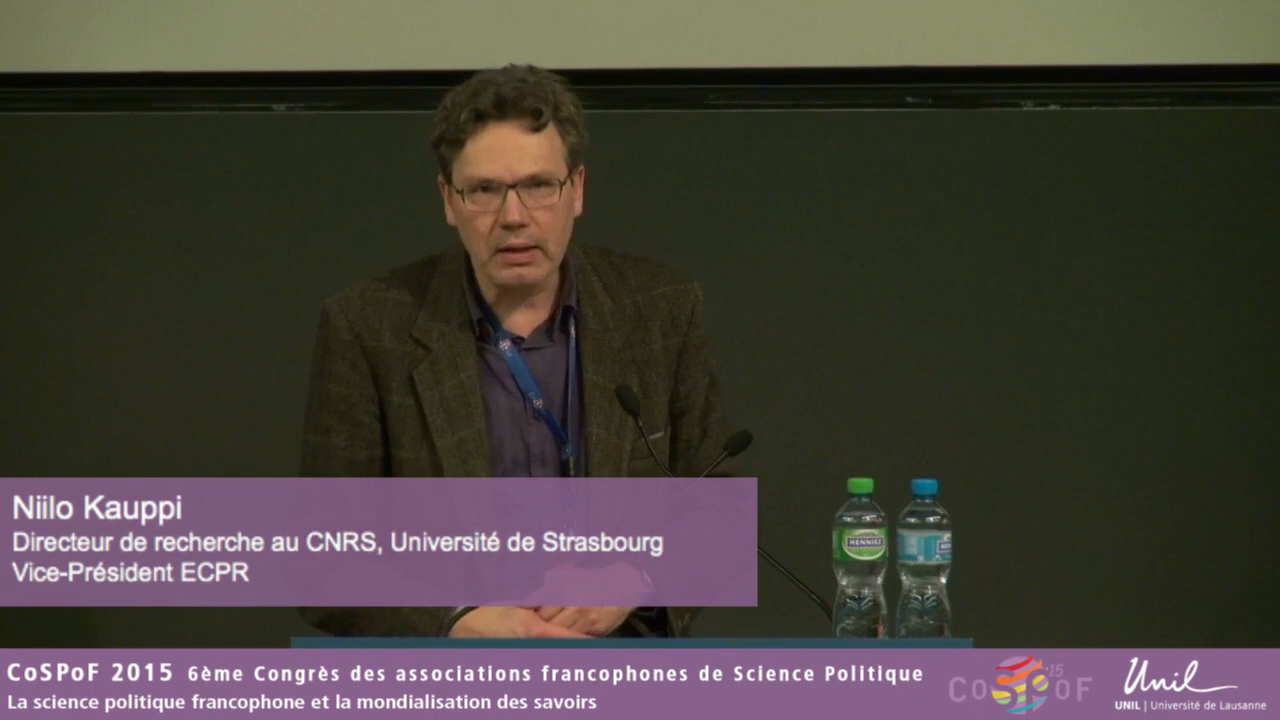 HENNIEZ
Niilo Kauppi
Directeur de recherche au CNRS, Université de Strasbourg
Vice-Président ECPR
CoSPoF 2015 6ème Congrès des associations francophones de Science Politique
La science politique francophone et la mondialisation des savoirs
CoSPoF '15
Unil
UNIL | Université de Lausanne